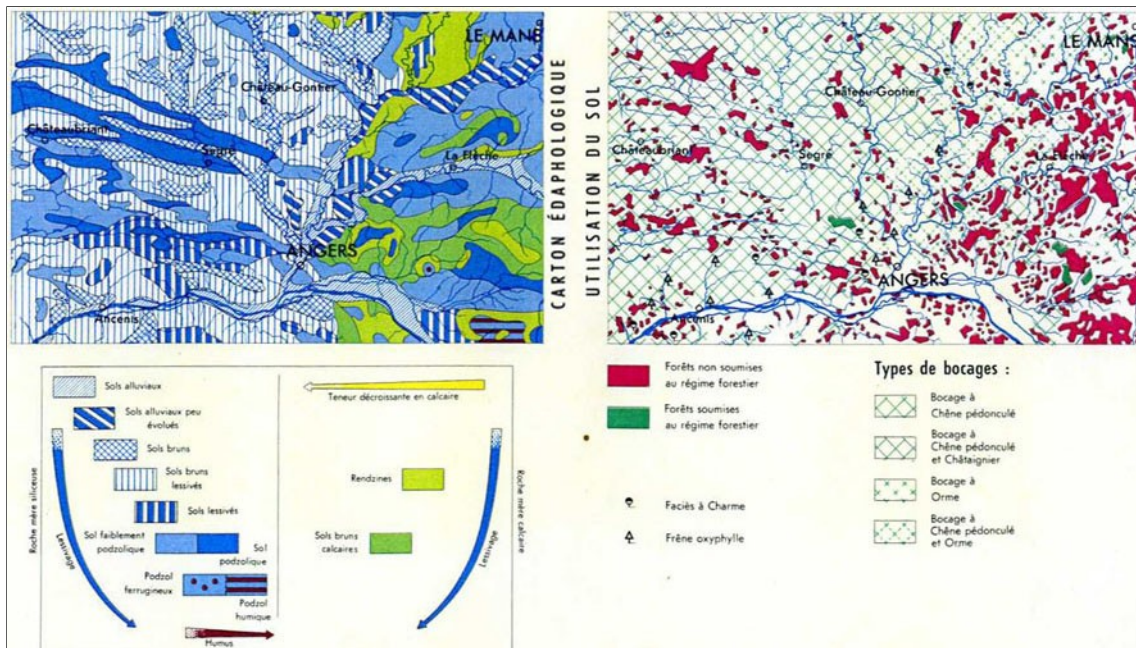 LE MANS
Château-Gontier
Châteaubriant
Segré
La Flèche
ANGERS
Ancenis
CARTON ÉDAPHOLOGIQUE
UTILISATION DU SOL
LE MANS
Château-Gontier
Châteaubriant
Segré
La Flèche
ANGERS
Ancenis
Sols alluviaux
Sols alluviaux peu
évolués
Sols bruns
Sols bruns
lessivés
Sols lessivés
Sol faiblement
podzolique
Sol
podzolique
Podzol
ferrugineux
Podzol
humique
Humus
Roche mère siliceuse
Lessivage
Teneur décroissante en calcaire
Rendzines
Sols bruns
calcaires
Lessivage
Roche mère calcaire
Forêts non soumises
au régime forestier
Forêts soumises
au régime forestier
Faciès à Charme
Frêne oxyphylle
Types de bocages :
Bocage à
Chêne pédonculé
Bocage à
Chêne pédonculé
et Châtaignier
Bocage à
Orme
Bocage à
Chêne pédonculé
et Orme